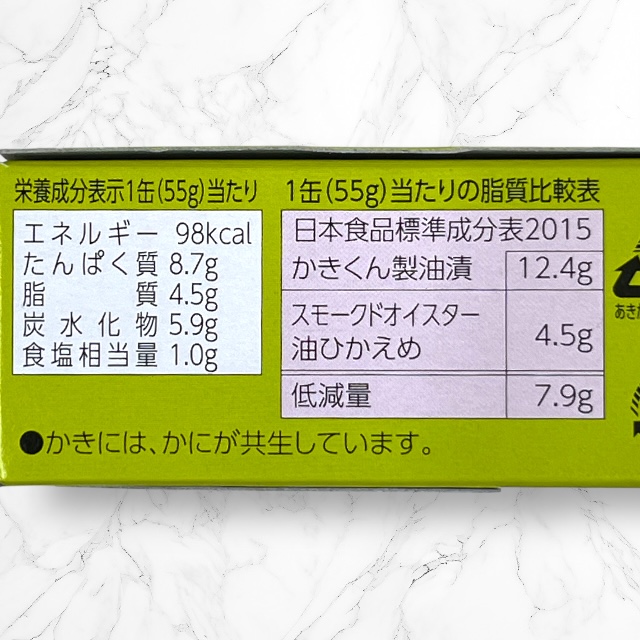 栄養成分表示1缶(55g)当たり
エネルギー 98kcal
たんぱく質 8.7g
脂質 4.5g
炭水化物 5.9g
食塩相当量 1.0g
1缶(55g)当たりの脂質比較表
日本食品標準成分表2015
かきくん製油漬 12.4g
スモークドオイスター
油ひかえめ 4.5g
低減量 7.9g
●かきには、かにが共生しています。
あき